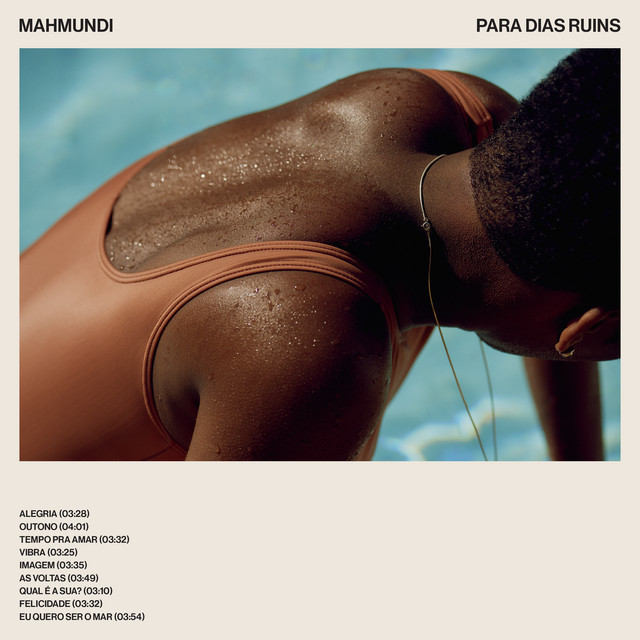 MAHMUNDI
PARA DIAS RUINS
ALEGRIA (03:28)
OUTONO (04:01)
TEMPO PRA AMAR (03:32)
VIBRA (03:25)
IMAGEM (03:35)
AS VOLTAS (03:49)
QUAL É A SUA? (03:10)
FELICIDADE (03:32)
EU QUERO SER O MAR (03:54)